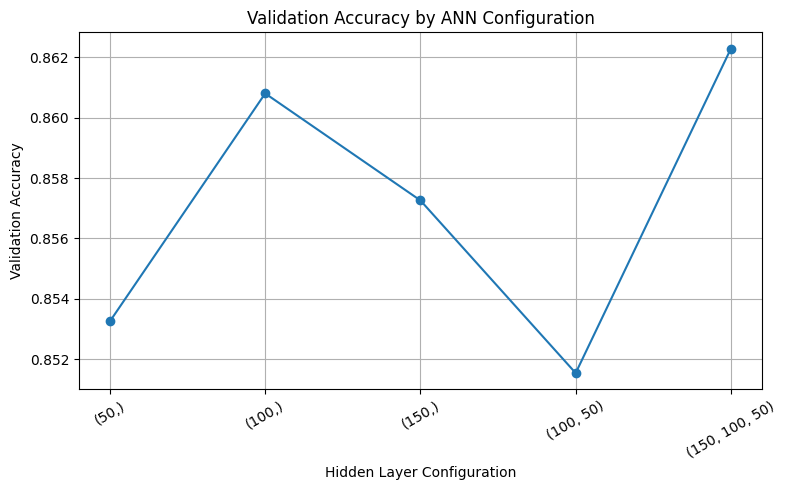 Validation Accuracy by ANN Configuration
Validation Accuracy
0.862
0.860
0.858
0.856
0.854
0.852
(50,)
(100,)
(150,)
(100, 50)
(150, 100, 50)
Hidden Layer Configuration